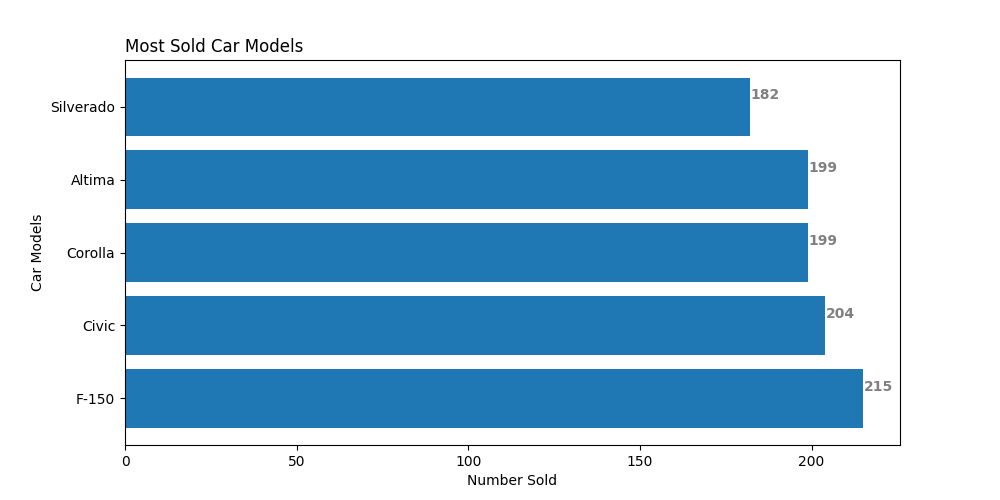 Most Sold Car Models
Silverado 182
Altima 199
Corolla 199
Civic 204
F-150 215
Car Models
0 50 100 150 200
Number Sold